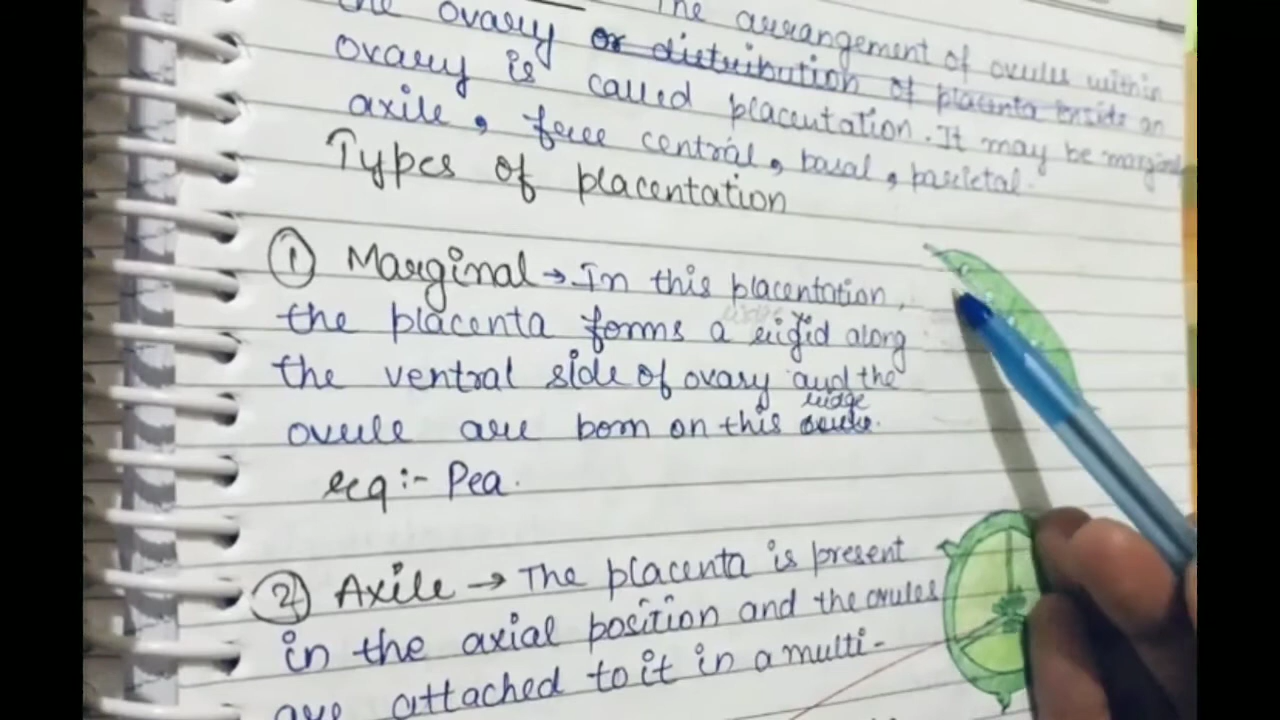 the ovary The arrangement of ovules within
ovary is or distribution of placenta inside an
called placentation. It may be marginal
axile, free central, basal, parietal.
Types of placentation
① Marginal → In this placentation,
the placenta forms a ridge along
the ventral side of ovary and the
ridge
ovule are born on this
eg :- Pea.
② Axile → The placenta is present
in the axial position and the ovules
are attached to it in a multi-